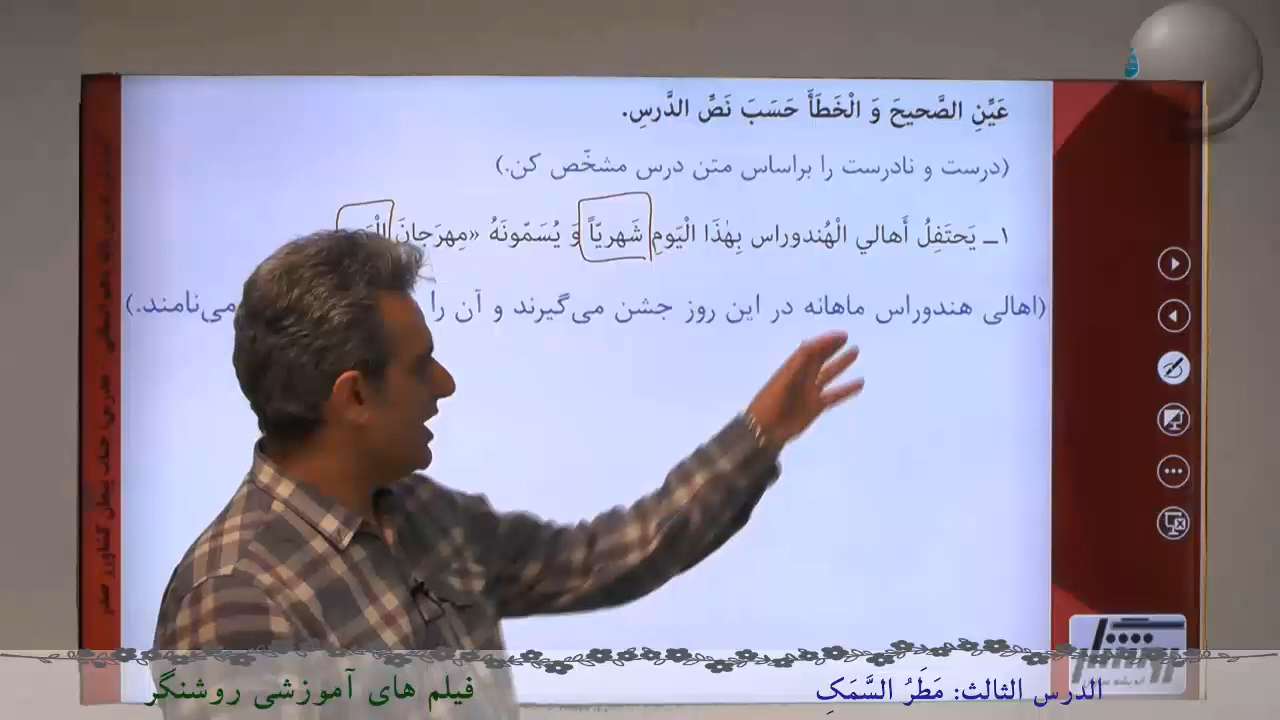 عَيِّنِ الصَّحيحَ وَ الْخَطَأَ حَسَبَ نَصِّ الدَّرسِ.
(درست و نادرست را براساس متن درس مشخّص کن.)
۱ــ يَحتَفِلُ أَهالي الْهُندوراس بِهٰذَا الْيَومِ شَهريّاً وَ يُسَمّونَهُ «مِهرَجانَ
(اهالی هندوراس ماهانه در این روز جشن می‌گیرند و آن را می‌نامند.)
الدرس الثالث: مَطَرُ السَّمَکِ
فیلم های آموزشی روشنگر